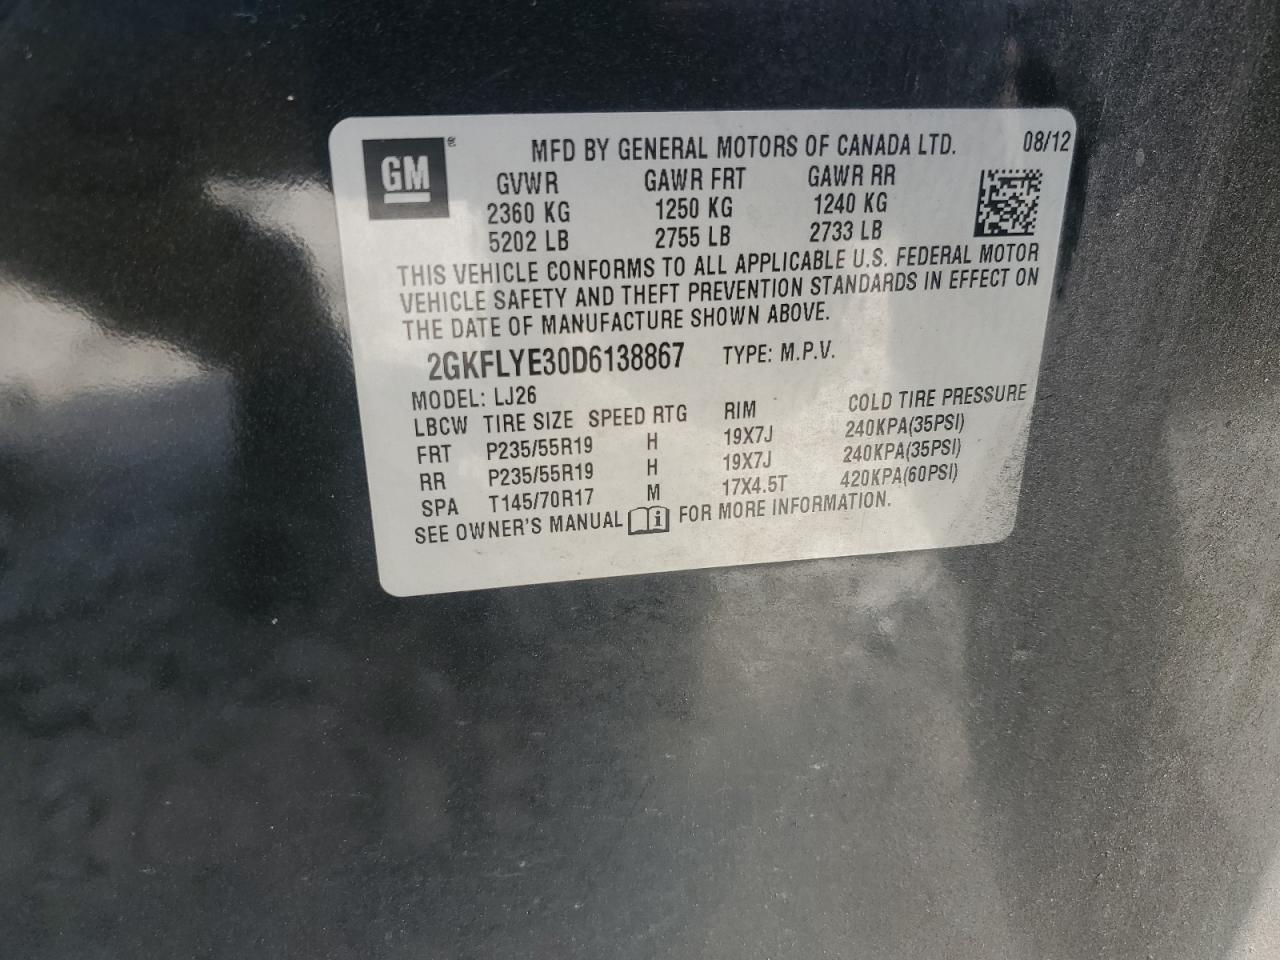 GM ®
MFD BY GENERAL MOTORS OF CANADA LTD. 08/12
GVWR GAWR FRT GAWR RR
2360 KG 1250 KG 1240 KG
5202 LB 2755 LB 2733 LB
THIS VEHICLE CONFORMS TO ALL APPLICABLE U.S. FEDERAL MOTOR
VEHICLE SAFETY AND THEFT PREVENTION STANDARDS IN EFFECT ON
THE DATE OF MANUFACTURE SHOWN ABOVE.
2GKFLYE30D6138867 TYPE: M.P.V.
MODEL: LJ26
LBCW TIRE SIZE SPEED RTG RIM COLD TIRE PRESSURE
FRT P235/55R19 H 19X7J 240KPA(35PSI)
RR P235/55R19 H 19X7J 240KPA(35PSI)
SPA T145/70R17 M 17X4.5T 420KPA(60PSI)
SEE OWNER'S MANUAL i FOR MORE INFORMATION.